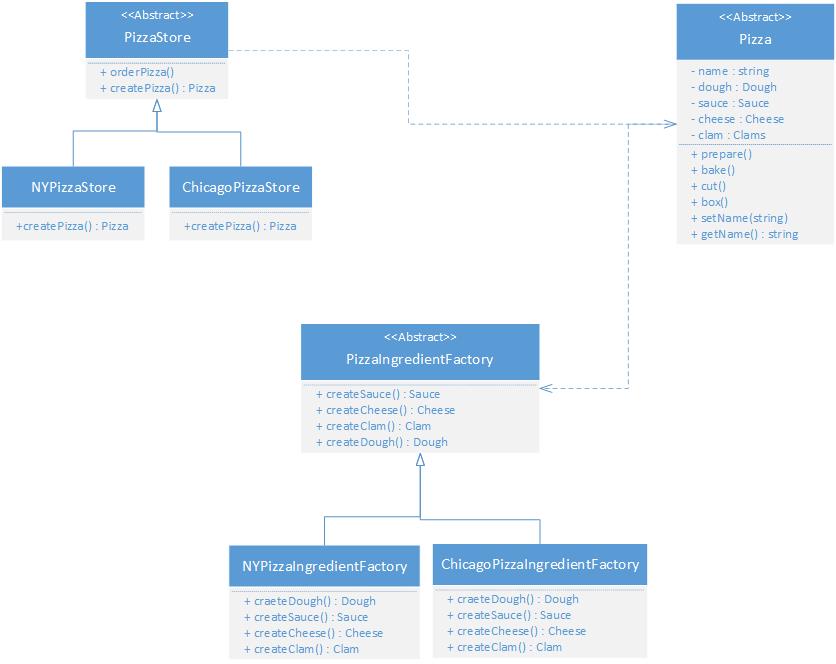 <<Abstract>>
PizzaStore
+ orderPizza()
+ createPizza() : Pizza
<<Abstract>>
Pizza
- name : string
- dough : Dough
- sauce : Sauce
- cheese : Cheese
- clam : Clams
+ prepare()
+ bake()
+ cut()
+ box()
+ setName(string)
+ getName() : string
NYPizzaStore
+createPizza() : Pizza
ChicagoPizzaStore
+createPizza() : Pizza
<<Abstract>>
PizzaIngredientFactory
+ createSauce() : Sauce
+ createCheese() : Cheese
+ createClam() : Clam
+ createDough() : Dough
NYPizzaIngredientFactory
+ craeteDough() : Dough
+ createSauce() : Sauce
+ createCheese() : Cheese
+ createClam() : Clam
ChicagoPizzaIngredientFactory
+ craeteDough() : Dough
+ createSauce() : Sauce
+ createCheese() : Cheese
+ createClam() : Clam